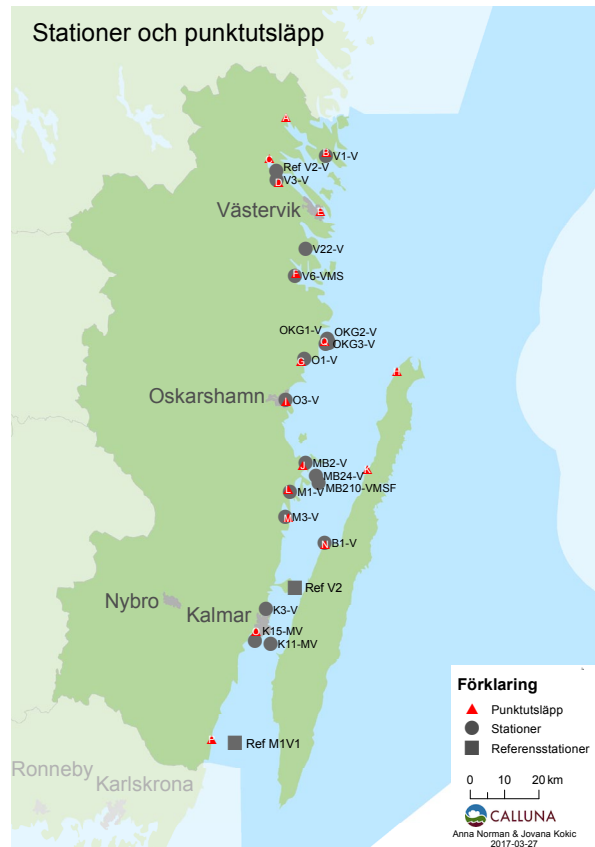 Stationer och punktutsläpp
A
B V1-V
Ref V2-V
D V3-V
Västervik E
V22-V
F V6-VMS
OKG1-V OKG2-V
Q OKG3-V
G O1-V
H
Oskarshamn I O3-V
J MB2-V
K
MB24-V
MB210-VMSF
L M1-V
M M3-V
N B1-V
Ref V2
Nybro
K3-V
Kalmar
K15-MV
K11-MV
Ref M1V1
Ronneby
Karlskrona
Förklaring
Punktutsläpp
Stationer
Referensstationer
0 10 20 km
CALLUNA
Anna Norman & Jovana Kokic
2017-03-27